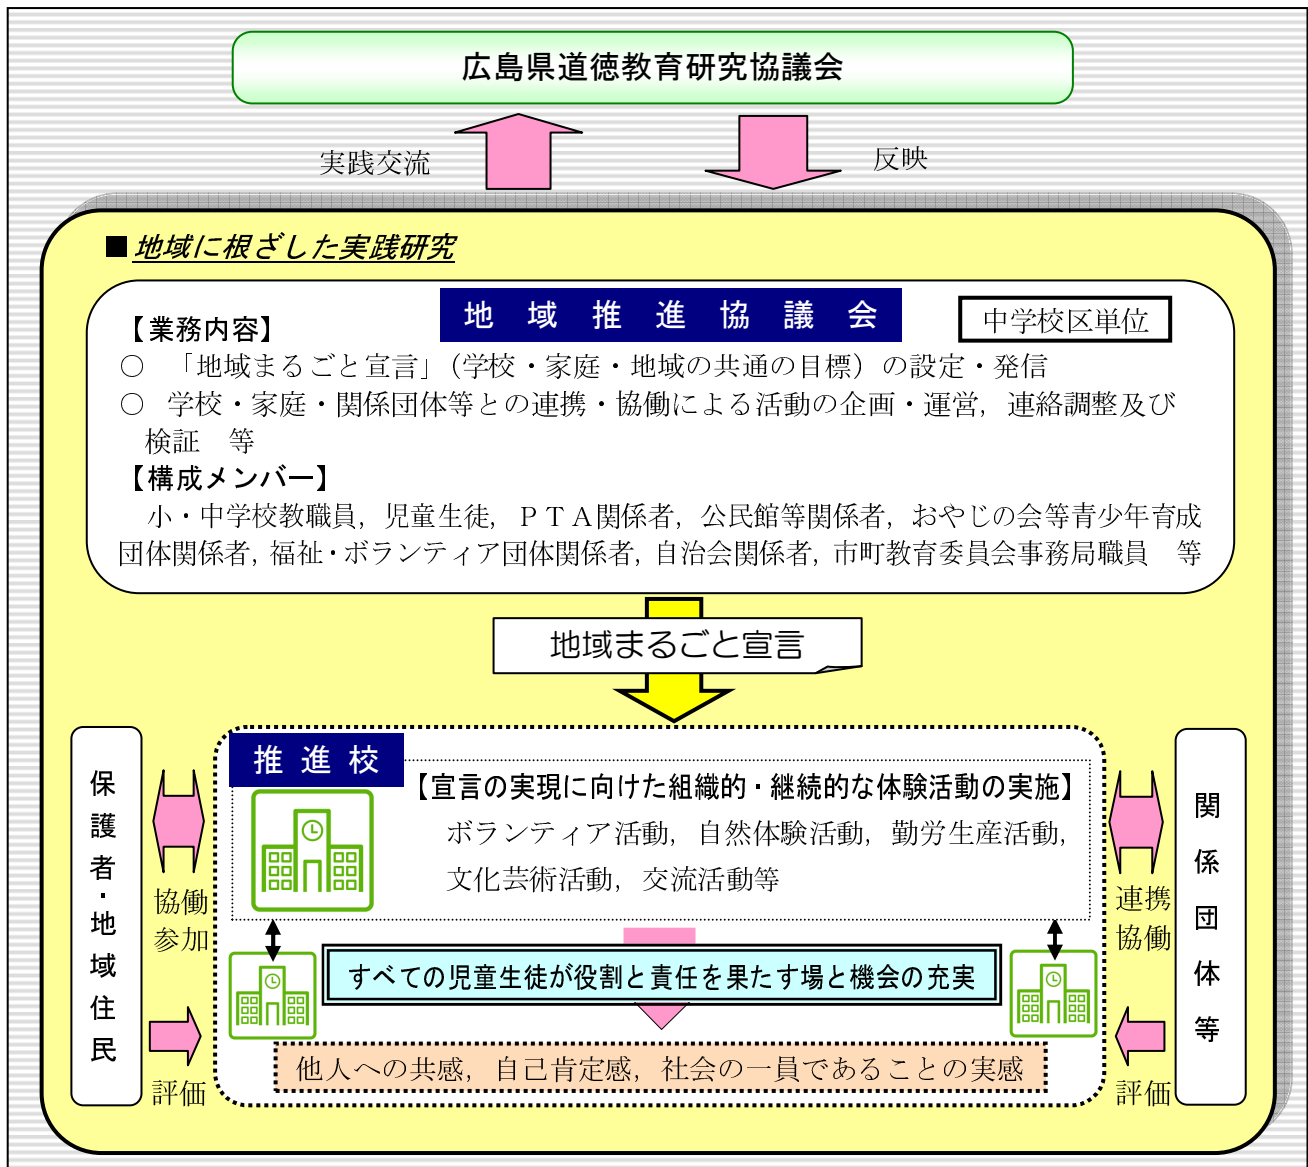 広島県道徳教育研究協議会
実践交流
反映
■地域に根ざした実践研究
地域推進協議会
中学校区単位
【業務内容】
○　「地域まるごと宣言」（学校・家庭・地域の共通の目標）の設定・発信
○　学校・家庭・関係団体等との連携・協働による活動の企画・運営，連絡調整及び
検証　等
【構成メンバー】
小・中学校教職員，児童生徒，ＰＴＡ関係者，公民館等関係者，おやじの会等青少年育成
団体関係者，福祉・ボランティア団体関係者，自治会関係者，市町教育委員会事務局職員　等
地域まるごと宣言
保護者・地域住民
協働
参加
評価
推進校
【宣言の実現に向けた組織的・継続的な体験活動の実施】
ボランティア活動，自然体験活動，勤労生産活動，
文化芸術活動，交流活動等
すべての児童生徒が役割と責任を果たす場と機会の充実
他人への共感，自己肯定感，社会の一員であることの実感
連携
協働
評価
関係団体等